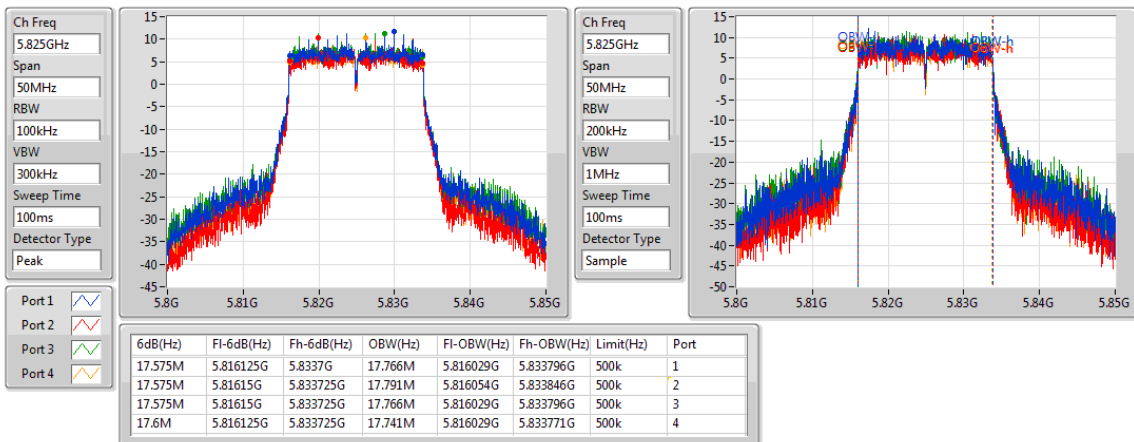 Ch Freq
5.825GHz
Span
50MHz
RBW
100kHz
VBW
300kHz
Sweep Time
100ms
Detector Type
Peak
15
10
5
0
-5
-10
-15
-20
-25
-30
-35
-40
-45
5.8G 5.81G 5.82G 5.83G 5.84G 5.85G
Ch Freq
5.825GHz
Span
50MHz
RBW
200kHz
VBW
1MHz
Sweep Time
100ms
Detector Type
Sample
15
10
5
0
-5
-10
-15
-20
-25
-30
-35
-40
-45
-50
OBW-h
5.8G 5.81G 5.82G 5.83G 5.84G 5.85G
Port 1
Port 2
Port 3
Port 4
6dB(Hz) Fl-6dB(Hz) Fh-6dB(Hz) OBW(Hz) Fl-OBW(Hz) Fh-OBW(Hz) Limit(Hz) Port
17.575M 5.816125G 5.8337G 17.766M 5.816029G 5.833796G 500k 1
17.575M 5.81615G 5.833725G 17.791M 5.816054G 5.833846G 500k 2
17.575M 5.81615G 5.833725G 17.766M 5.816029G 5.833796G 500k 3
17.6M 5.816125G 5.833725G 17.741M 5.816029G 5.833771G 500k 4